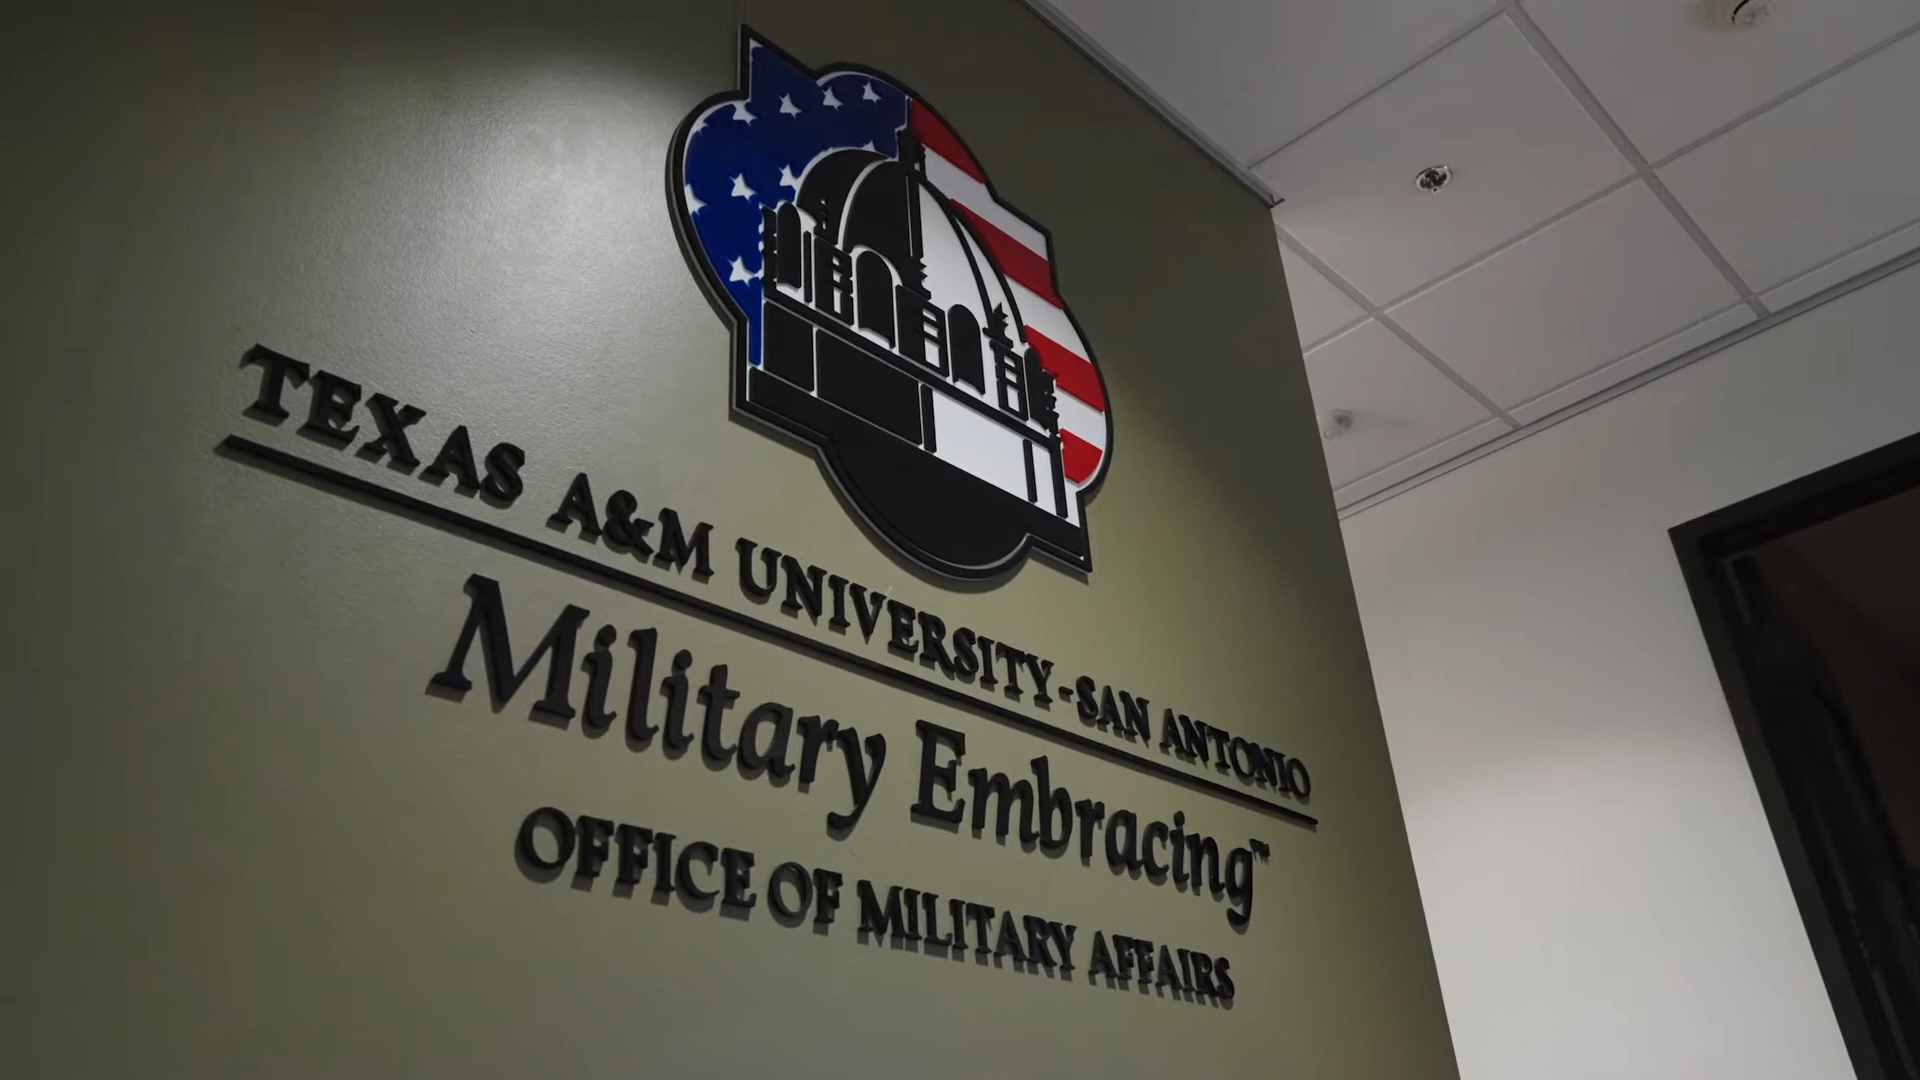 TEXAS A&M UNIVERSITY-SAN ANTONIO
Military Embracing™
OFFICE OF MILITARY AFFAIRS